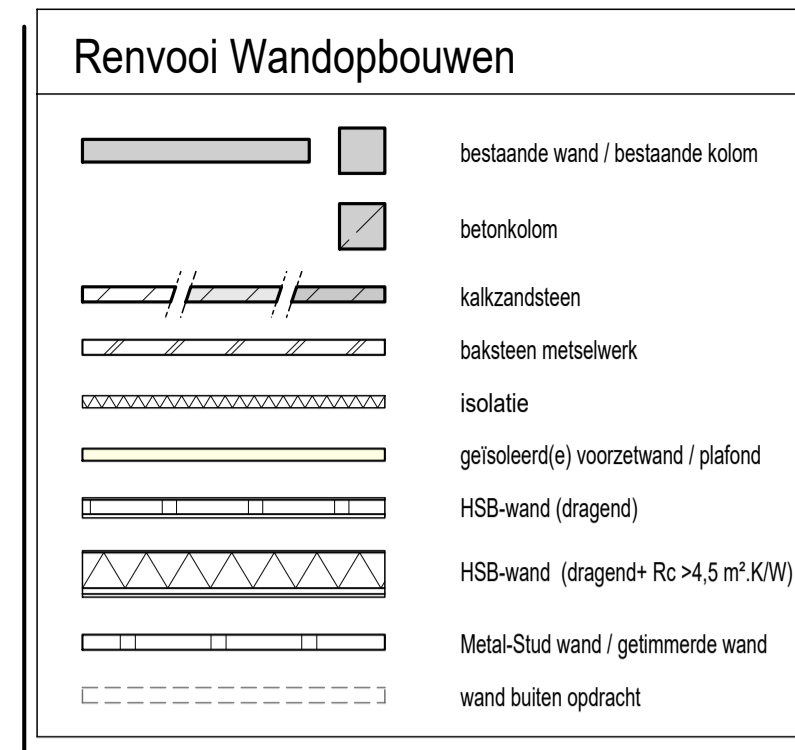 Renvooi Wandopbouwen
bestaande wand / bestaande kolom
betonkolom
kalkzandsteen
baksteen metselwerk
isolatie
geïsoleerd(e) voorzetwand / plafond
HSB-wand (dragend)
HSB-wand (dragend+ Rc >4,5 m².K/W)
Metal-Stud wand / getimmerde wand
wand buiten opdracht